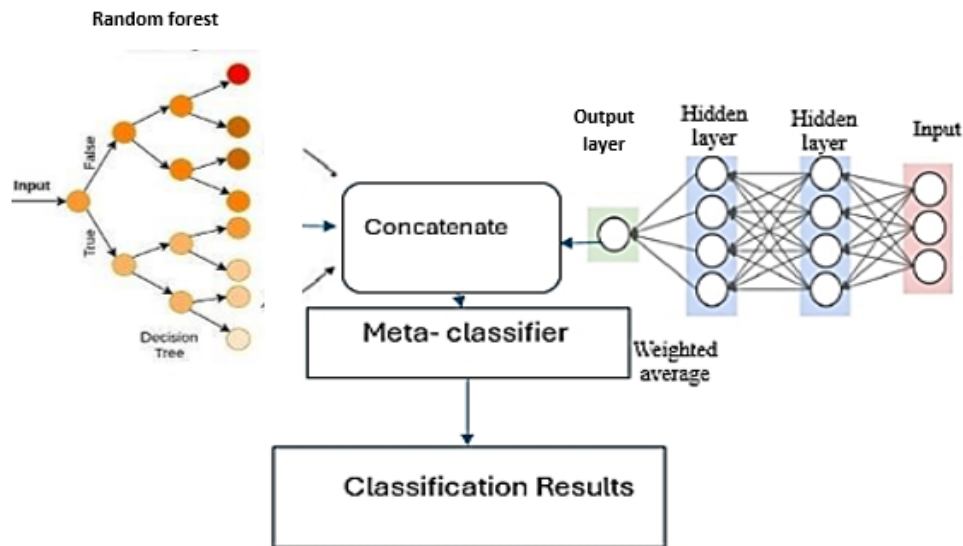 Random forest
Input
False
True
Decision
Tree
Concatenate
Output
layer
Hidden
layer
Hidden
layer
Input
Meta- classifier
Weighted
average
Classification Results